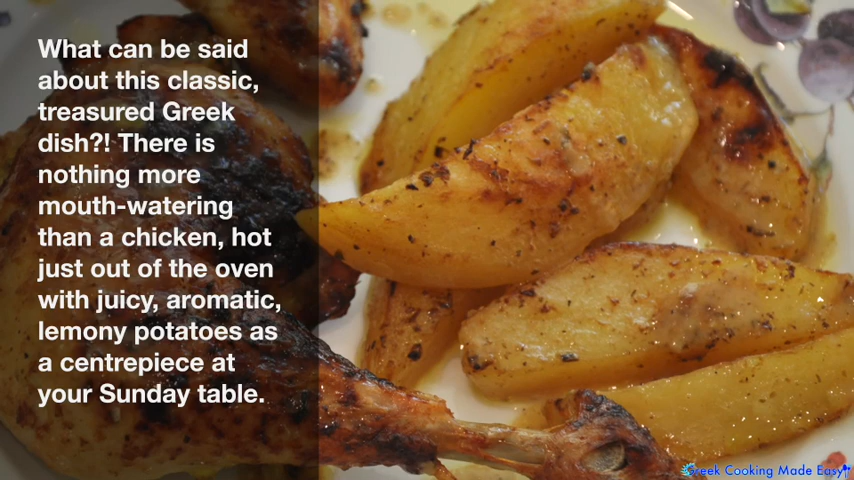 What can be said
about this classic,
treasured Greek
dish?! There is
nothing more
mouth-watering
than a chicken, hot
just out of the oven
with juicy, aromatic,
lemony potatoes as
a centrepiece at
your Sunday table.
Greek Cooking Made Easy